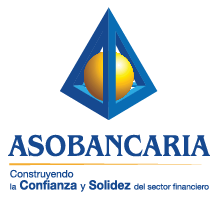 ASOBANCARIA
Construyendo
la Confianza y Solidez del sector financiero